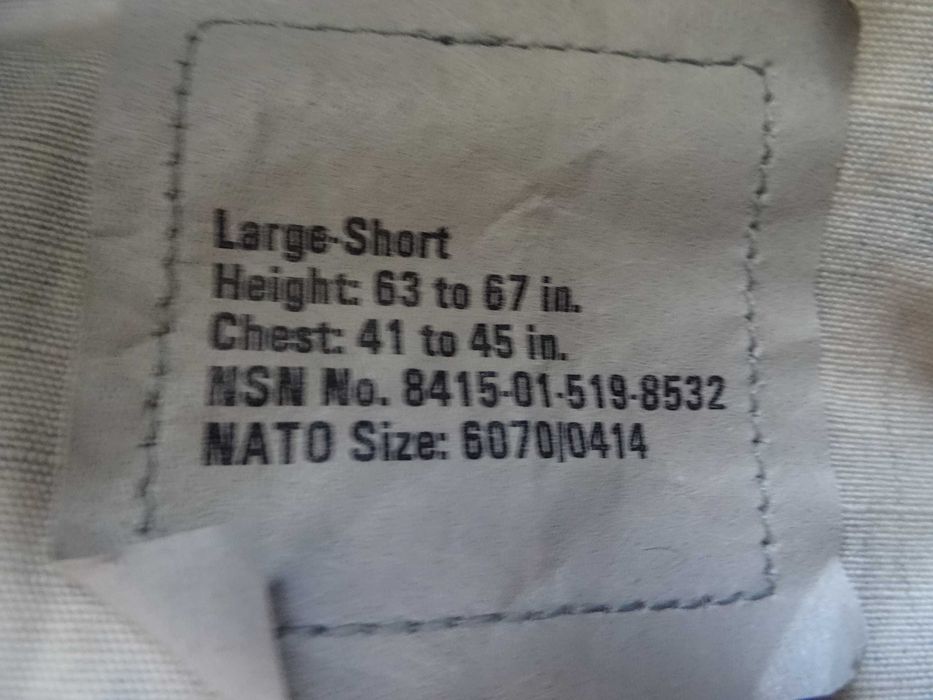 Large-Short
Height: 63 to 67 in.
Chest: 41 to 45 in.
NSN No. 8415-01-519-8532
NATO Size: 6070/0414